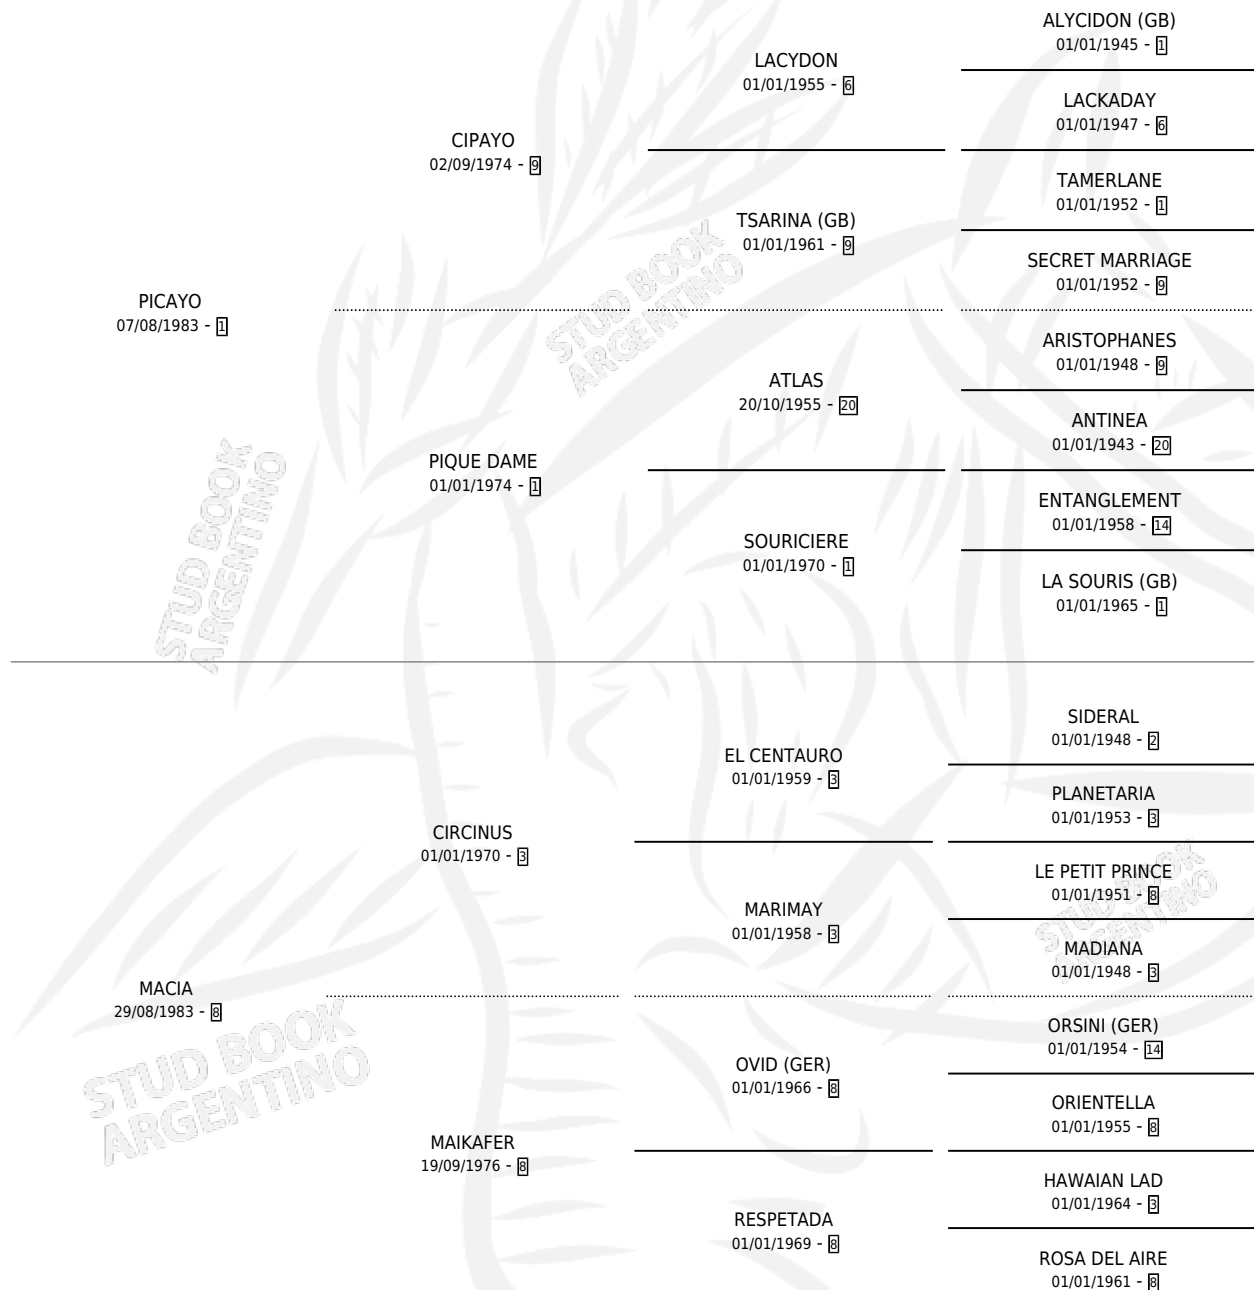 ALYCIDON (GB)
01/01/1945 - 1
LACYDON
01/01/1955 - 6
LACKADAY
01/01/1947 - 6
CIPAYO
02/09/1974 - 9
TAMERLANE
01/01/1952 - 1
TSARINA (GB)
01/01/1961 - 9
SECRET MARRIAGE
01/01/1952 - 9
PICAYO
07/08/1983 - 1
ARISTOPHANES
01/01/1948 - 9
ATLAS
20/10/1955 - 20
ANTINEA
01/01/1943 - 20
PIQUE DAME
01/01/1974 - 1
ENTANGLEMENT
01/01/1958 - 14
SOURICIERE
01/01/1970 - 1
LA SOURIS (GB)
01/01/1965 - 1
STUD BOOK
ARGENTINO
STUD BOOK
ARGENTINO
SIDERAL
01/01/1948 - 2
EL CENTAURO
01/01/1959 - 3
PLANETARIA
01/01/1953 - 3
CIRCINUS
01/01/1970 - 3
LE PETIT PRINCE
01/01/1951 - 8
MARIMAY
01/01/1958 - 3
MADIANA
01/01/1948 - 3
STUD BOOK
ARGENTINO
MACIA
29/08/1983 - 8
ORSINI (GER)
01/01/1954 - 14
OVID (GER)
01/01/1966 - 8
ORIENTELLA
01/01/1955 - 8
MAIKAFER
19/09/1976 - 8
HAWAIAN LAD
01/01/1964 - 3
RESPETADA
01/01/1969 - 8
ROSA DEL AIRE
01/01/1961 - 8
STUD BOOK
ARGENTINO